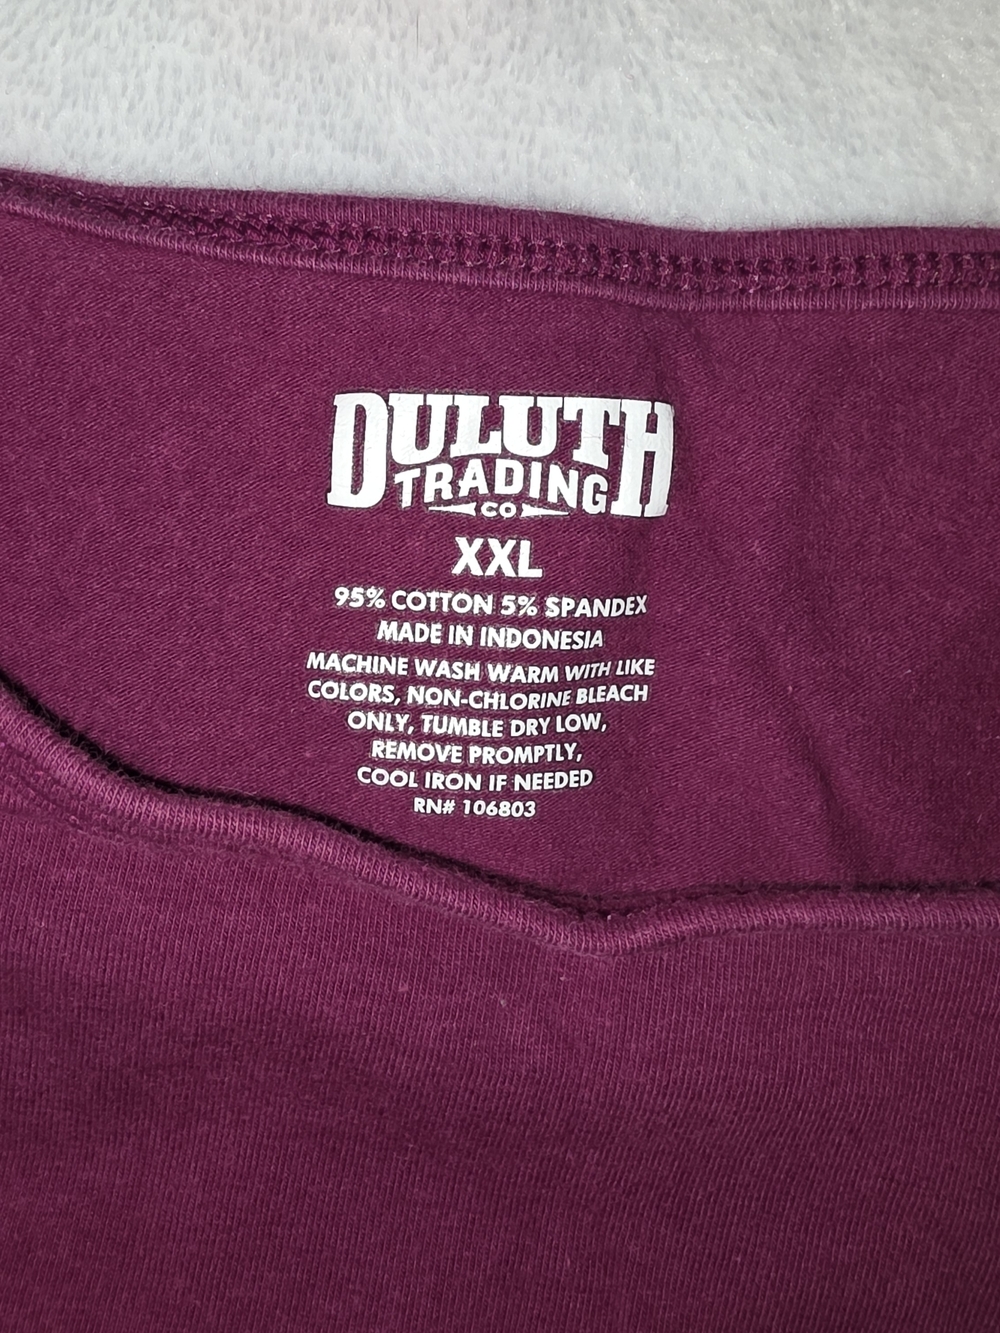 DULUTH
TRADING
CO
XXL
95% COTTON 5% SPANDEX
MADE IN INDONESIA
MACHINE WASH WARM WITH LIKE
COLORS, NON-CHLORINE BLEACH
ONLY, TUMBLE DRY LOW,
REMOVE PROMPTLY,
COOL IRON IF NEEDED
RN# 106803